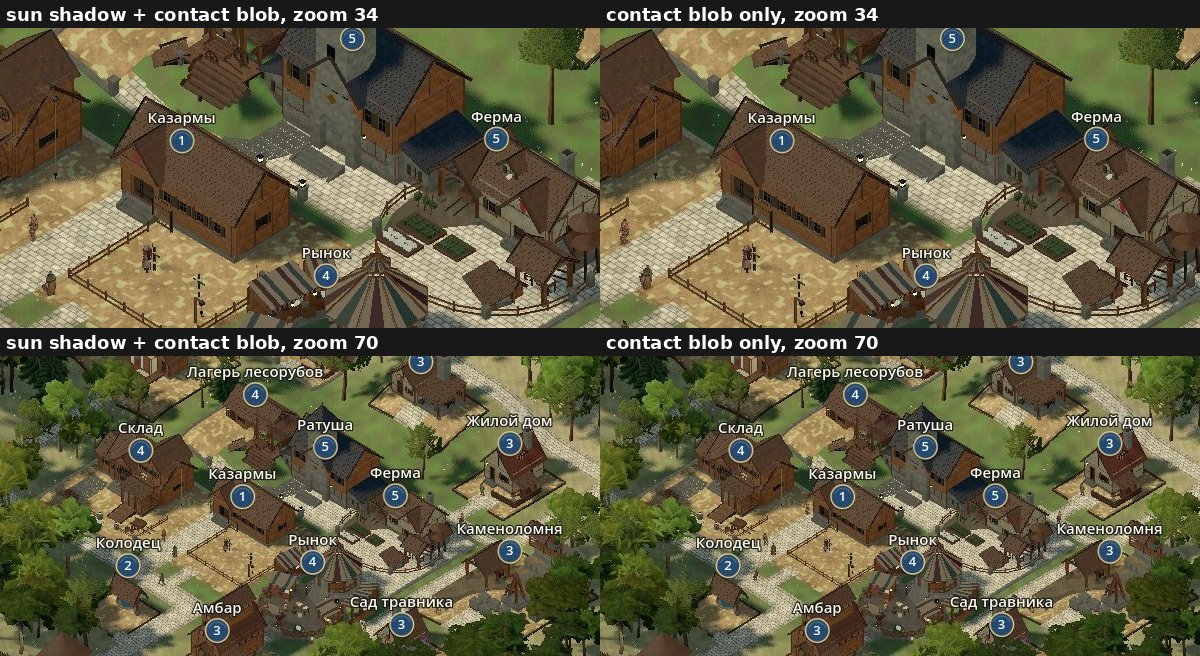 sun shadow + contact blob, zoom 34
contact blob only, zoom 34
5
Казармы
1
Ферма
5
Рынок
4
5
Казармы
1
Ферма
5
Рынок
4
sun shadow + contact blob, zoom 70
contact blob only, zoom 70
3
Лагерь лесорубов
4
Склад
4
Ратуша
5
Жилой дом
3
Казармы
1
Ферма
5
Колодец
2
Рынок
4
Каменоломня
3
Амбар
3
Сад травника
3
3
Лагерь лесорубов
4
Склад
4
Ратуша
5
Жилой дом
3
Казармы
1
Ферма
5
Колодец
2
Рынок
4
Каменоломня
3
Амбар
3
Сад травника
3